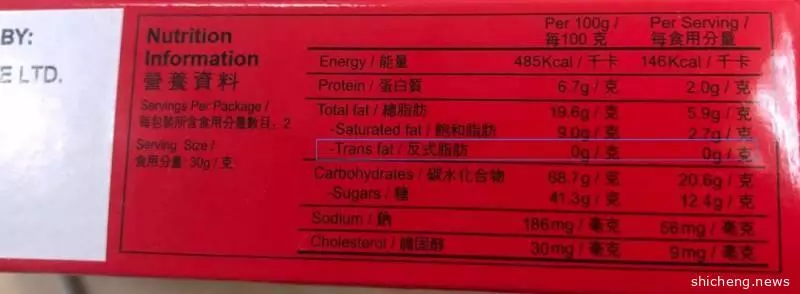 BY:
E LTD.
Nutrition
Information
營養資料
Servings Per Package /
每包裝所含食用分量數目: 2
Serving Size /
食用分量: 30g / 克
Per 100g / Per Serving /
每100 克 每食用分量
Energy / 能量 485Kcal / 千卡 146Kcal / 千卡
Protein / 蛋白質 6.7g / 克 2.0g / 克
Total fat / 總脂肪 19.6g / 克 5.9g / 克
-Saturated fat / 飽和脂肪 9.0g / 克 2.7g / 克
-Trans fat / 反式脂肪 0g / 克 0g / 克
Carbohydrates / 碳水化合物 68.7g / 克 20.6g / 克
-Sugars / 糖 41.3g / 克 12.4g / 克
Sodium / 鈉 186mg / 毫克 56mg / 毫克
Cholesterol / 膽固醇 30mg / 毫克 9mg / 毫克
shicheng.news